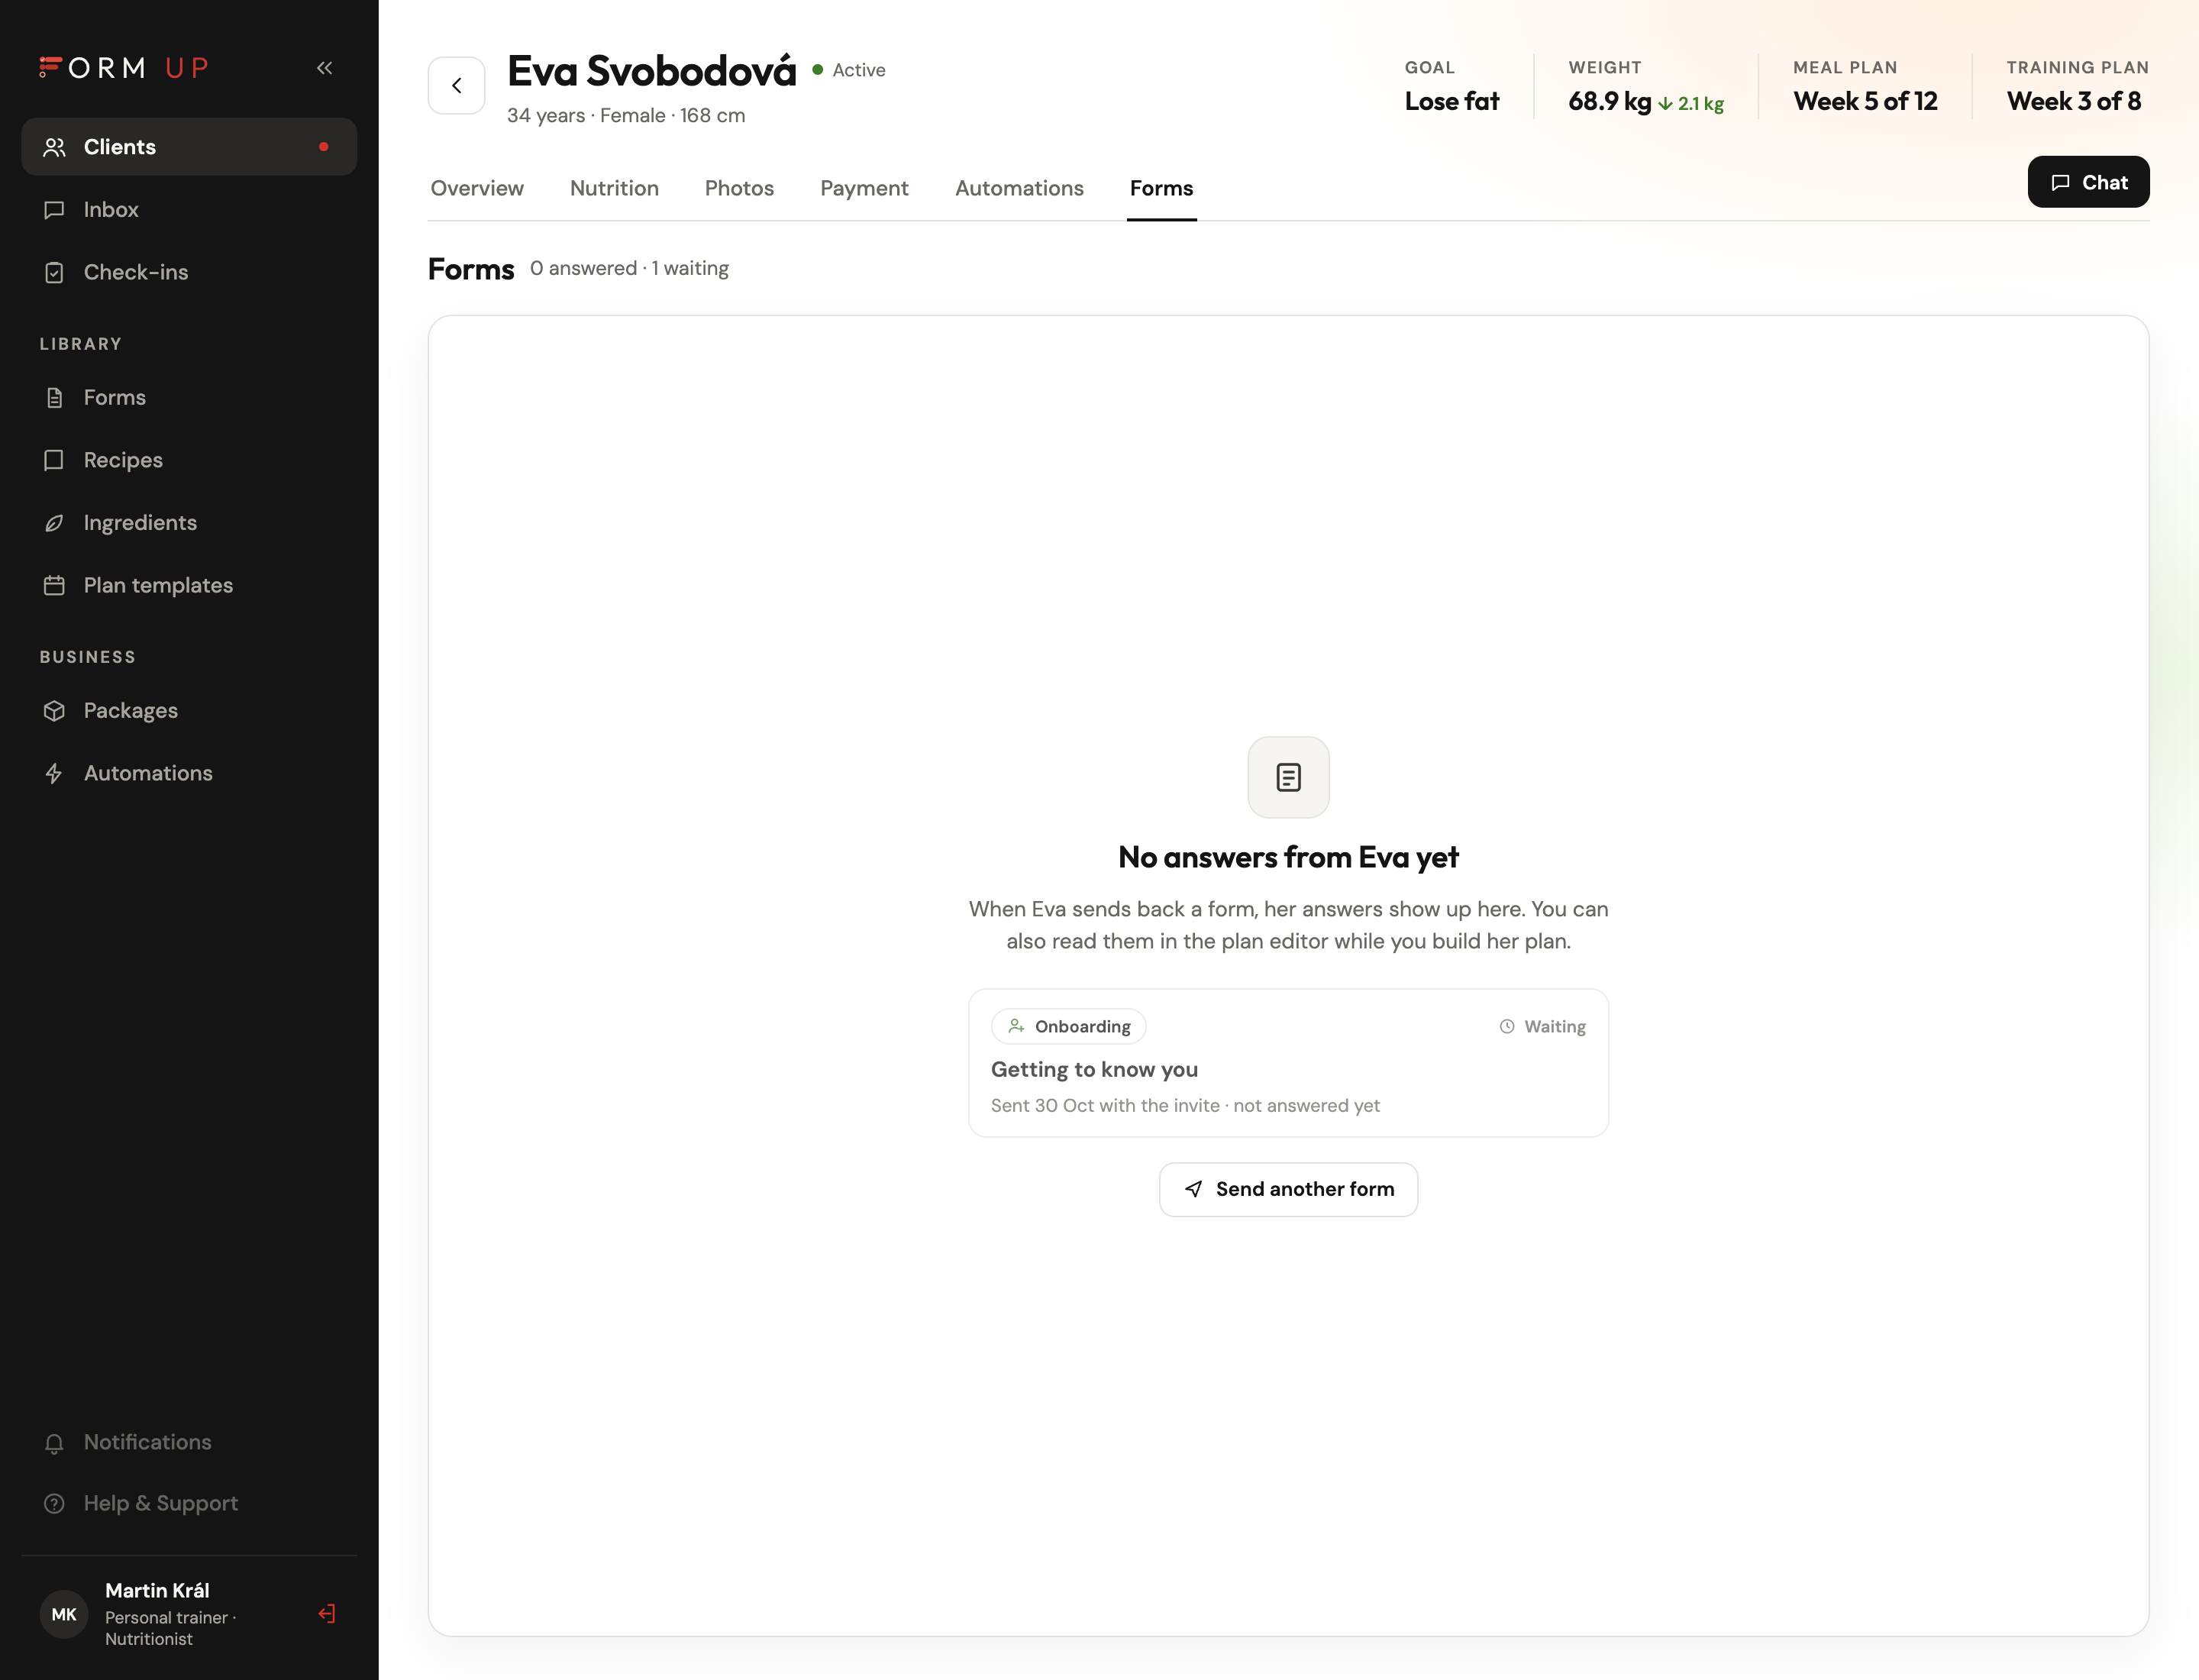 FORM UP
Clients
Inbox
Check-ins
LIBRARY
Forms
Recipes
Ingredients
Plan templates
BUSINESS
Packages
Automations
Notifications
Help & Support
MK
Martin Král
Personal trainer ·
Nutritionist
Eva Svobodová
Active
34 years · Female · 168 cm
GOAL
Lose fat
WEIGHT
68.9 kg ↓ 2.1 kg
MEAL PLAN
Week 5 of 12
TRAINING PLAN
Week 3 of 8
Overview
Nutrition
Photos
Payment
Automations
Forms
Chat
Forms
0 answered · 1 waiting
No answers from Eva yet
When Eva sends back a form, her answers show up here. You can
also read them in the plan editor while you build her plan.
Onboarding
Waiting
Getting to know you
Sent 30 Oct with the invite · not answered yet
Send another form